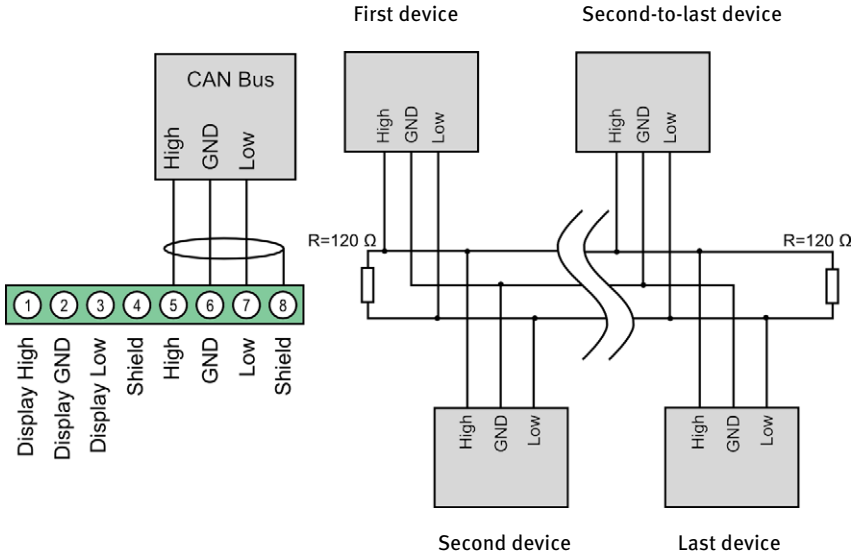 First device
Second-to-last device
CAN Bus
High
GND
Low
High
GND
Low
High
GND
Low
R=120 Ω
R=120 Ω
1
2
3
4
5
6
7
8
Display High
Display GND
Display Low
Shield
High
GND
Low
Shield
High
GND
Low
High
GND
Low
Second device
Last device